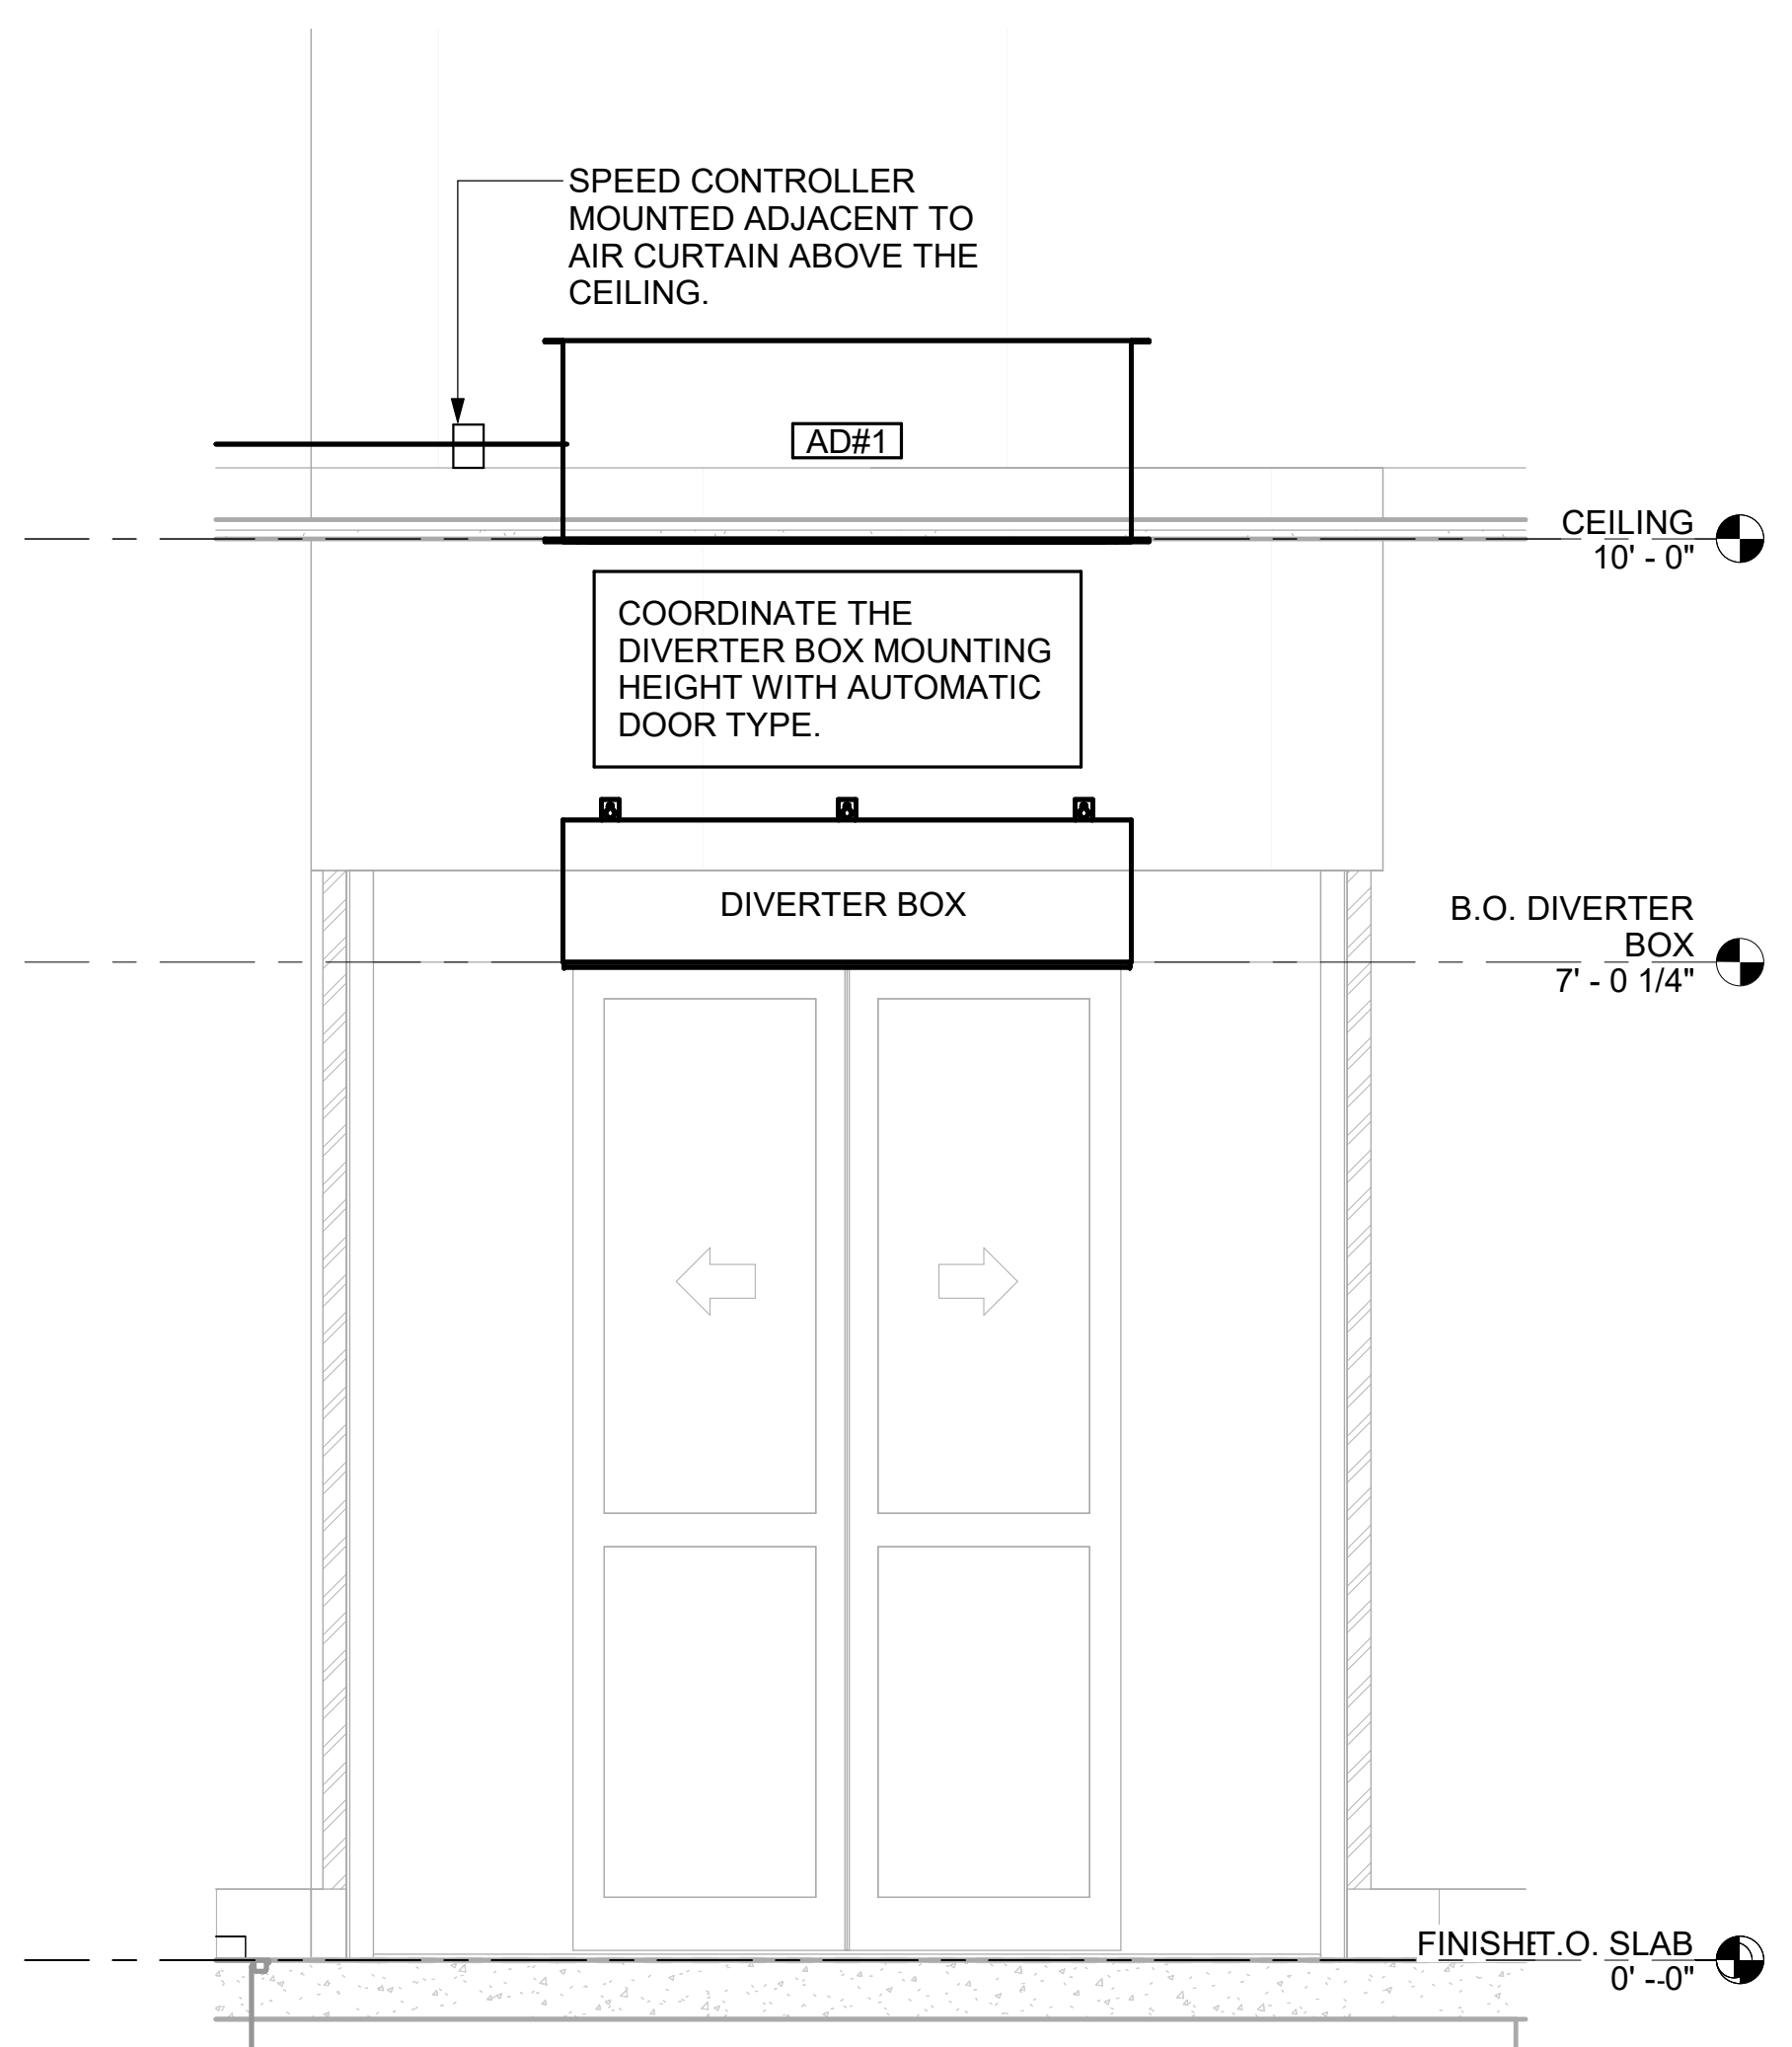 SPEED CONTROLLER
MOUNTED ADJACENT TO
AIR CURTAIN ABOVE THE
CEILING.
AD#1
CEILING
10' - 0"
COORDINATE THE
DIVERTER BOX MOUNTING
HEIGHT WITH AUTOMATIC
DOOR TYPE.
DIVERTER BOX
B.O. DIVERTER
BOX
7' - 0 1/4"
T.O. SLAB
0' --0"